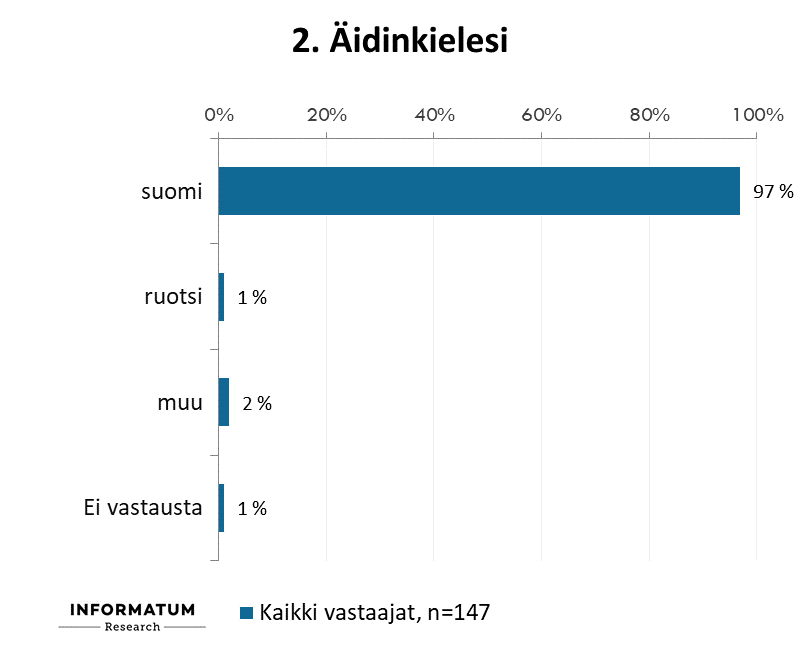 2. Äidinkielesi
0% 20% 40% 60% 80% 100%
suomi 97 %
ruotsi 1 %
muu 2 %
Ei vastausta 1 %
INFORMATUM
Research
Kaikki vastaajat, n=147